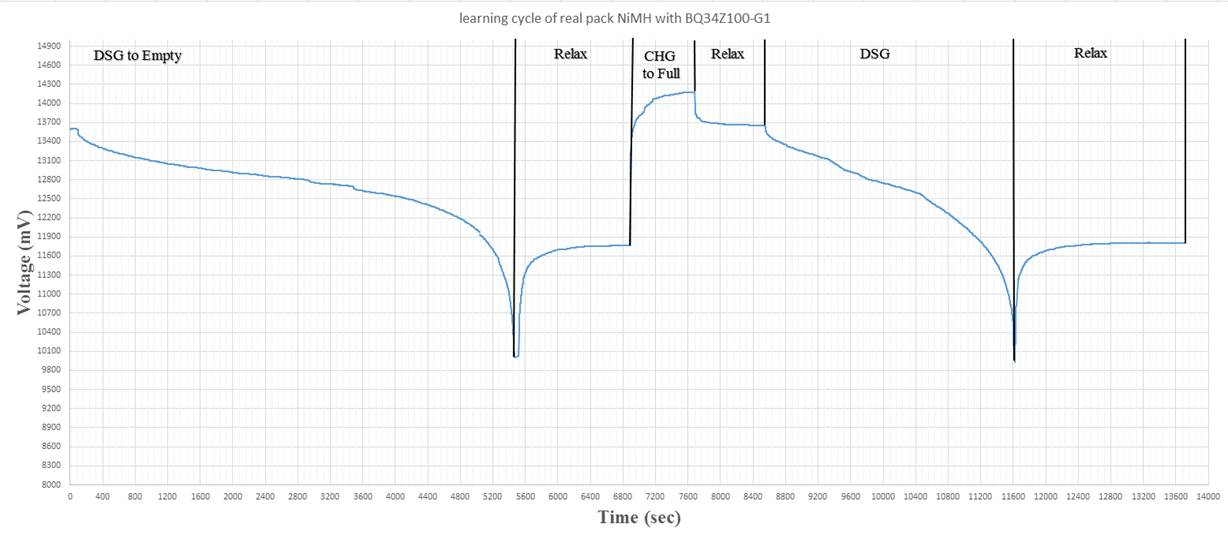 learning cycle of real pack NiMH with BQ34Z100-G1
DSG to Empty
Relax
CHG
to Full
Relax
DSG
Relax
Voltage (mV)
14900
14600
14300
14000
13700
13400
13100
12800
12500
12200
11900
11600
11300
11000
10700
10400
10100
9800
9500
9200
8900
8600
8300
8000
0 400 800 1200 1600 2000 2400 2800 3200 3600 4000 4400 4800 5200 5600 6000 6400 6800 7200 7600 8000 8400 8800 9200 9600 10000 10400 10800 11200 11600 12000 12400 12800 13200 13600 14000
Time (sec)